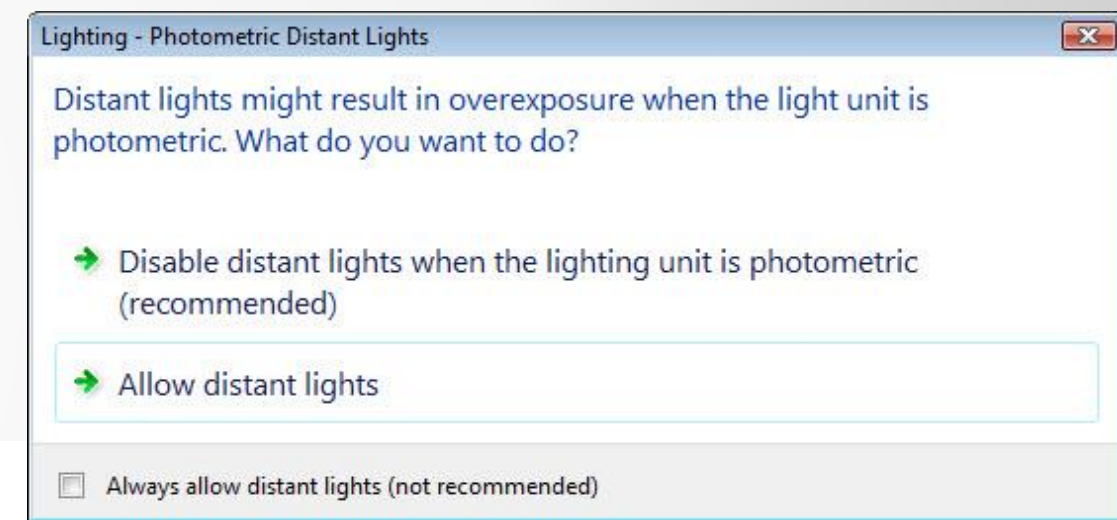 Lighting - Photometric Distant Lights
Distant lights might result in overexposure when the light unit is
photometric. What do you want to do?
Disable distant lights when the lighting unit is photometric
(recommended)
Allow distant lights
Always allow distant lights (not recommended)